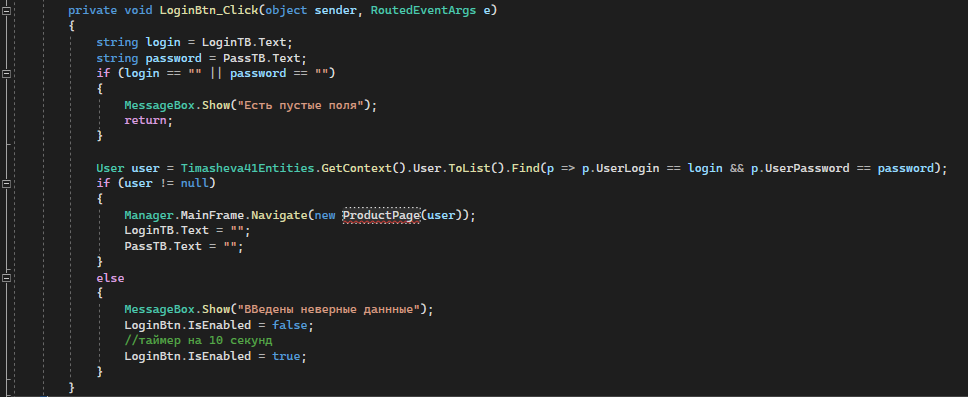 private void LoginBtn_Click(object sender, RoutedEventArgs e)
{
string login = LoginTB.Text;
string password = PassTB.Text;
if (login == "" || password == "")
{
MessageBox.Show("Есть пустые поля");
return;
}
User user = Timasheva41Entities.GetContext().User.ToList().Find(p => p.UserLogin == login && p.UserPassword == password);
if (user != null)
{
Manager.MainFrame.Navigate(new ProductPage(user));
LoginTB.Text = "";
PassTB.Text = "";
}
else
{
MessageBox.Show("ВВедены неверные даннные");
LoginBtn.IsEnabled = false;
//таймер на 10 секунд
LoginBtn.IsEnabled = true;
}
}